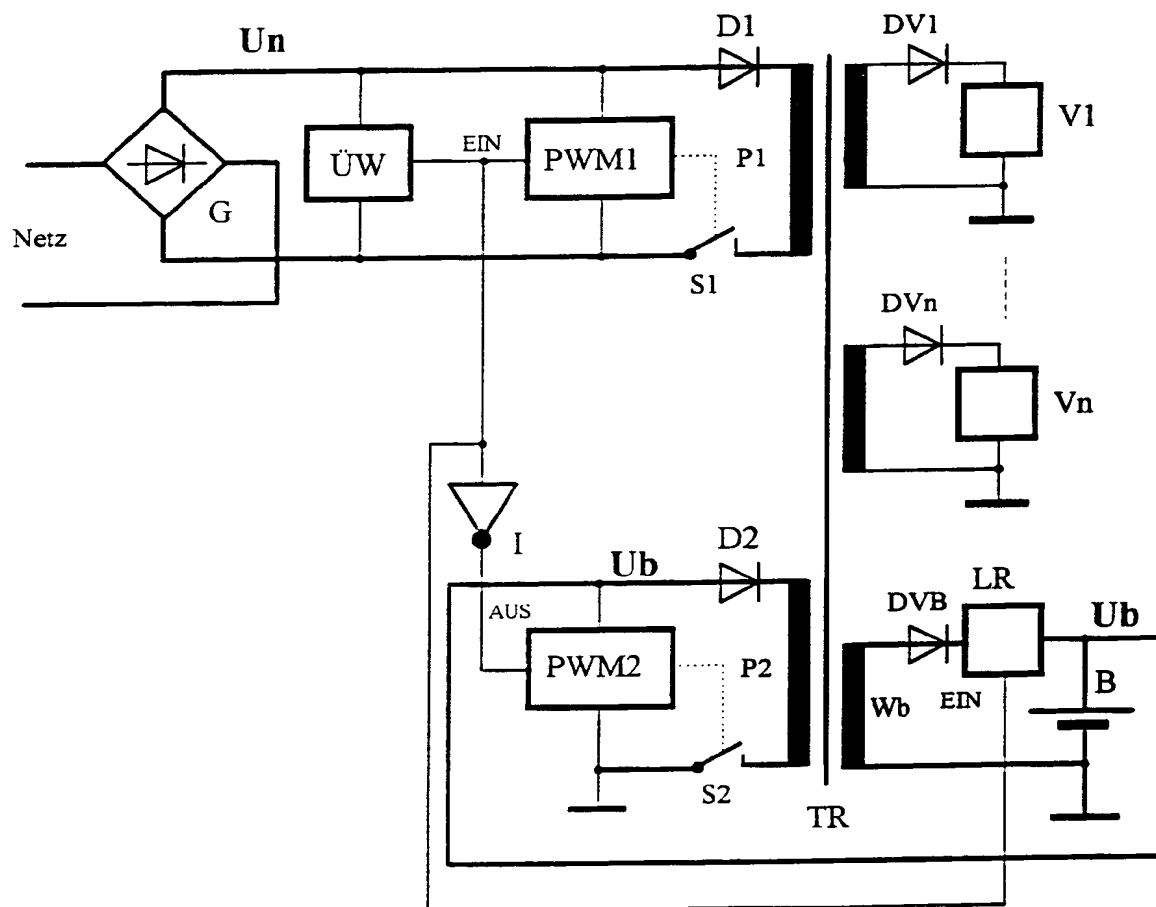 Un
D1
DV1
V1
ÜW
EIN
PWM1
P1
G
Netz
S1
DVn
Vn
I
Ub
D2
AUS
PWM2
P2
S2
TR
LR
DVB
Ub
Wb
EIN
B